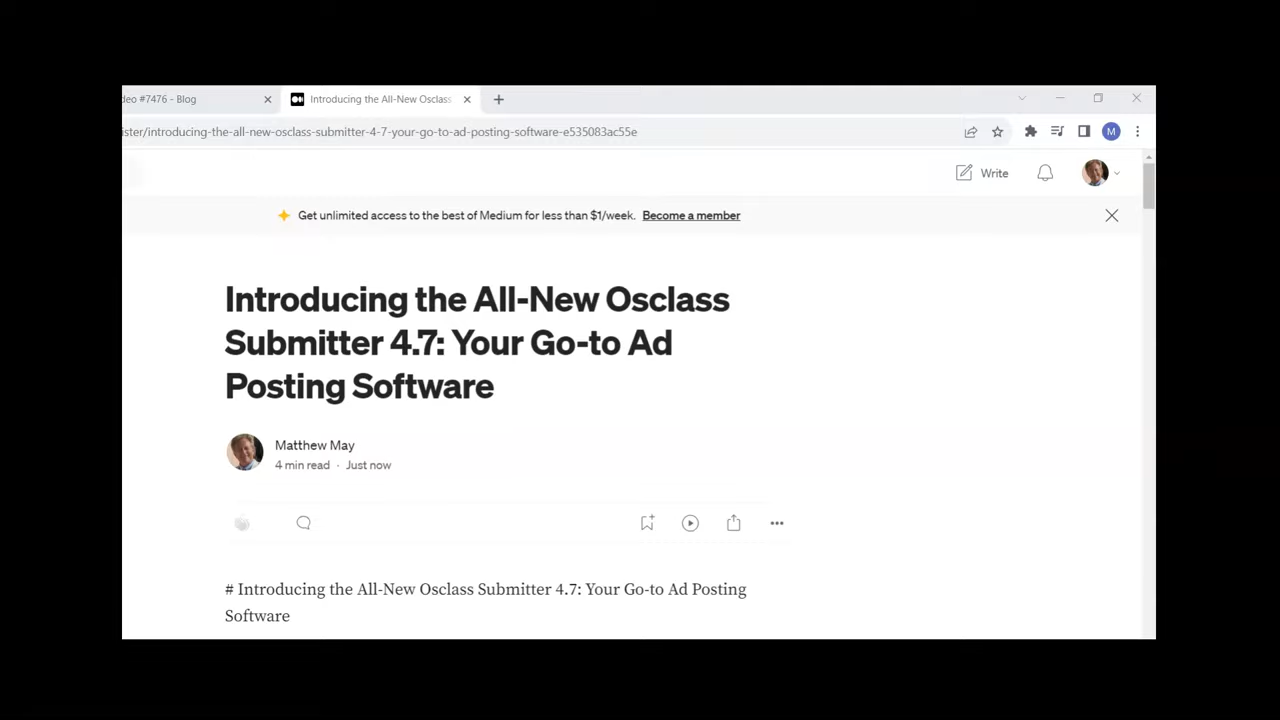 deo #7476 - Blog
Introducing the All-New Osclass
ister/introducing-the-all-new-osclass-submitter-4-7-your-go-to-ad-posting-software-e535083ac55e
M
Write
Get unlimited access to the best of Medium for less than $1/week. Become a member
Introducing the All-New Osclass
Submitter 4.7: Your Go-to Ad
Posting Software
Matthew May
4 min read · Just now
# Introducing the All-New Osclass Submitter 4.7: Your Go-to Ad Posting
Software